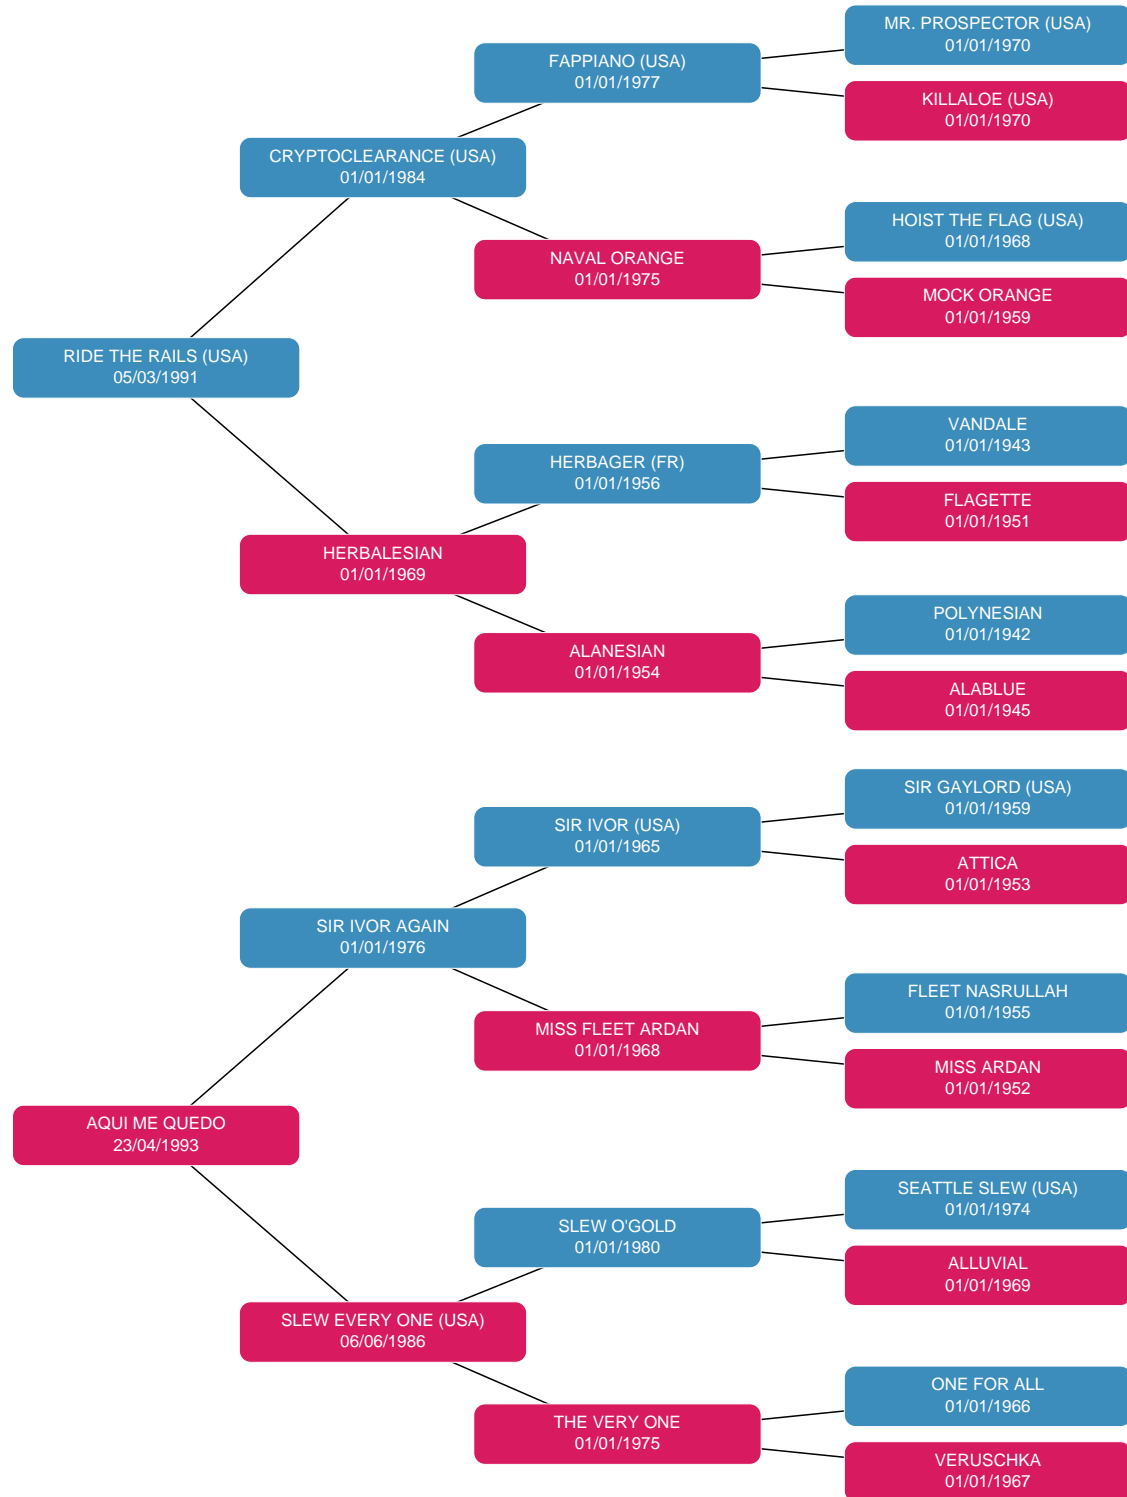 MR. PROSPECTOR (USA)
01/01/1970
FAPPIANO (USA)
01/01/1977
KILLALOE (USA)
01/01/1970
CRYPTOCLEARANCE (USA)
01/01/1984
HOIST THE FLAG (USA)
01/01/1968
NAVAL ORANGE
01/01/1975
MOCK ORANGE
01/01/1959
RIDE THE RAILS (USA)
05/03/1991
VANDALE
01/01/1943
HERBAGER (FR)
01/01/1956
FLAGETTE
01/01/1951
HERBALESIAN
01/01/1969
POLYNESIAN
01/01/1942
ALANESIAN
01/01/1954
ALABLUE
01/01/1945
SIR GAYLORD (USA)
01/01/1959
SIR IVOR (USA)
01/01/1965
ATTICA
01/01/1953
SIR IVOR AGAIN
01/01/1976
FLEET NASRULLAH
01/01/1955
MISS FLEET ARDAN
01/01/1968
MISS ARDAN
01/01/1952
AQUI ME QUEDO
23/04/1993
SEATTLE SLEW (USA)
01/01/1974
SLEW O'GOLD
01/01/1980
ALLUVIAL
01/01/1969
SLEW EVERY ONE (USA)
06/06/1986
ONE FOR ALL
01/01/1966
THE VERY ONE
01/01/1975
VERUSCHKA
01/01/1967